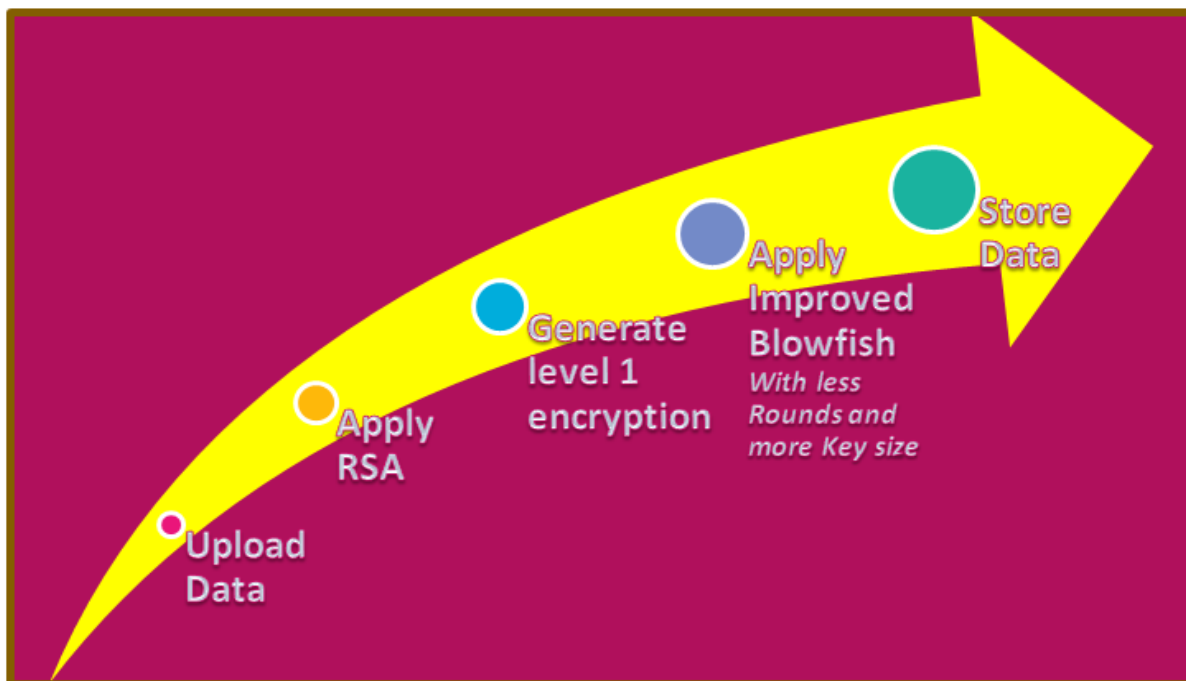 Upload
Data
Apply
RSA
Generate
level 1
encryption
Apply
Improved
Blowfish
With less
Rounds and
more Key size
Store
Data